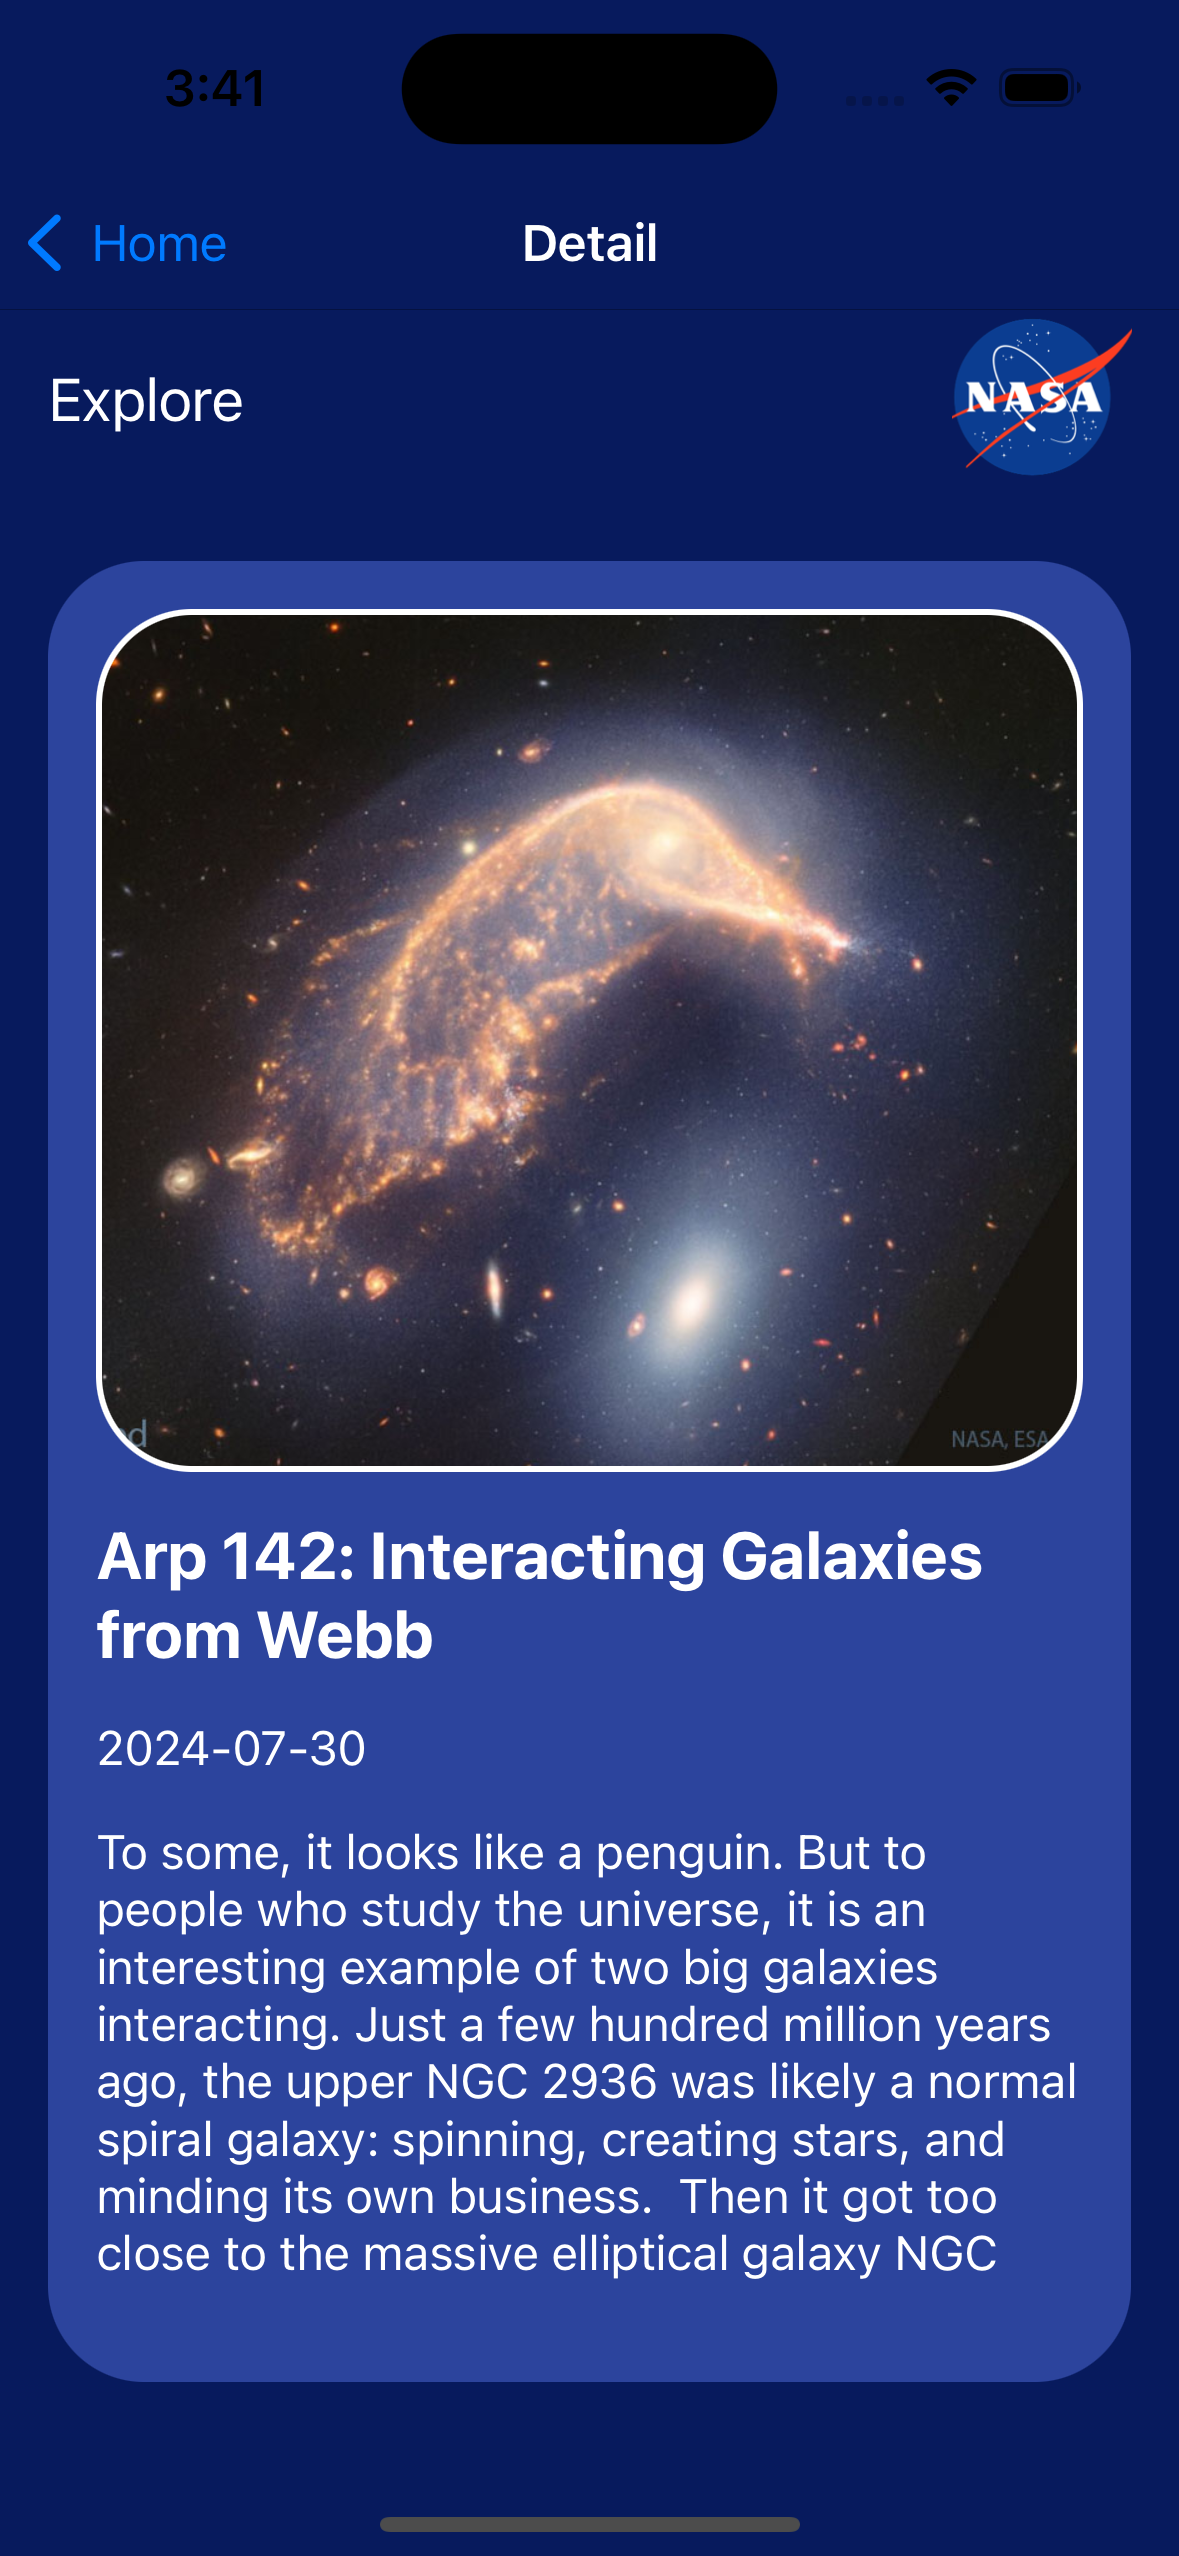 3:41
Home
Detail
Explore
NASA
NASA, ESA
Arp 142: Interacting Galaxies
from Webb
2024-07-30
To some, it looks like a penguin. But to
people who study the universe, it is an
interesting example of two big galaxies
interacting. Just a few hundred million years
ago, the upper NGC 2936 was likely a normal
spiral galaxy: spinning, creating stars, and
minding its own business.  Then it got too
close to the massive elliptical galaxy NGC